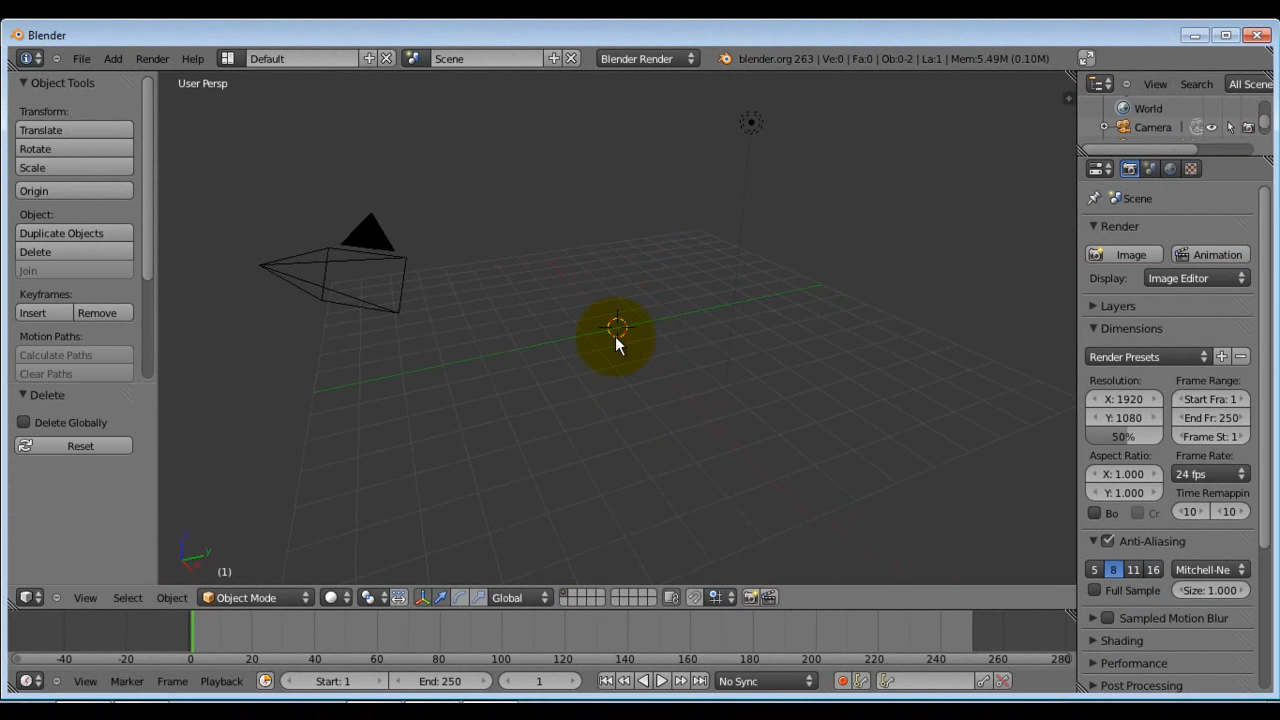 Blender
File Add Render Help Default Scene Blender Render blender.org 263 | Ve:0 | Fa:0 | Ob:0-2 | La:1 | Mem:5.49M (0.10M)
Object Tools
Transform:
Translate
Rotate
Scale
Origin
Object:
Duplicate Objects
Delete
Join
Keyframes:
Insert Remove
Motion Paths:
Calculate Paths
Clear Paths
Delete
Delete Globally
Reset
User Persp
z y x
(1)
View Search All Scene
World
Camera
Scene
Render
Image Animation
Display: Image Editor
Layers
Dimensions
Render Presets
Resolution: Frame Range:
X: 1920 Start Fra: 1
Y: 1080 End Fr: 250
50% Frame St: 1
Aspect Ratio: Frame Rate:
X: 1.000 24 fps
Y: 1.000 Time Remappin
Bo Cr 10 10
Anti-Aliasing
5 8 11 16 Mitchell-Ne
Full Sample Size: 1.000
Sampled Motion Blur
Shading
Performance
Post Processing
View Select Object Object Mode Global
-40 -20 0 20 40 60 80 100 120 140 160 180 200 220 240 260 280
View Marker Frame Playback Start: 1 End: 250 1 No Sync